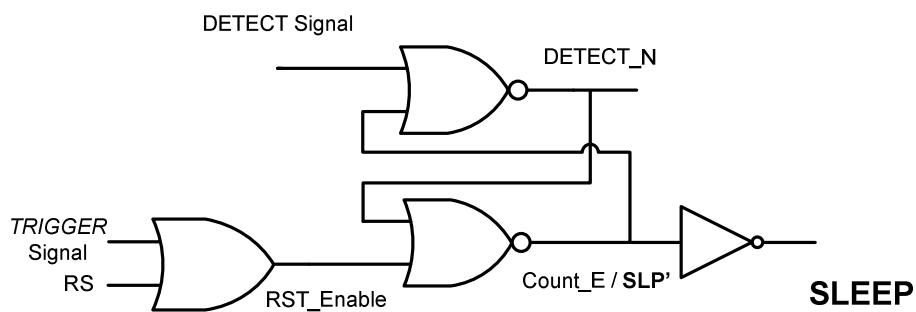 DETECT Signal
DETECT_N
TRIGGER
Signal
RS
RST_Enable
Count_E / SLP'
SLEEP